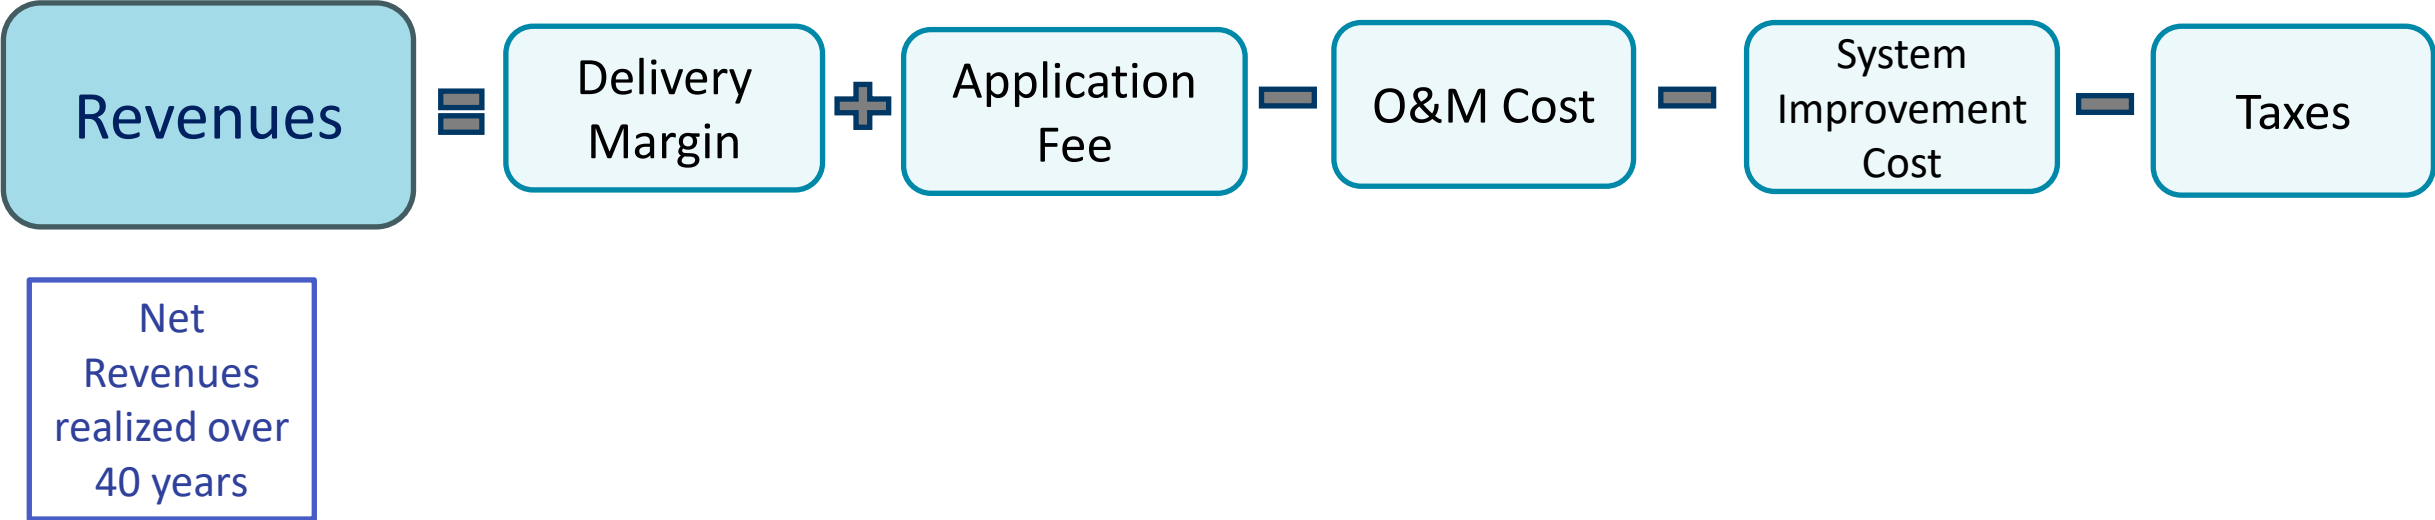 Revenues
Delivery
Margin
Application
Fee
O&M Cost
System
Improvement
Cost
Taxes
Net
Revenues
realized over
40 years